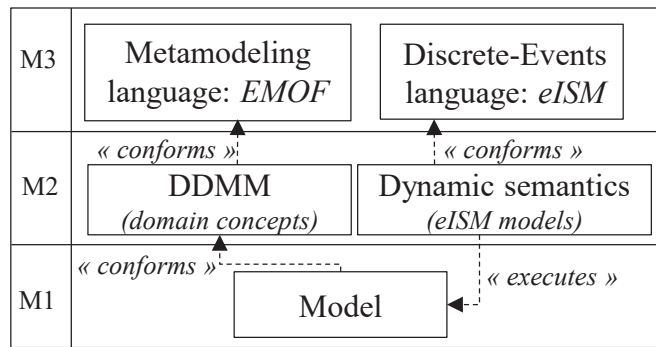 M3
Metamodeling
language: EMOF
Discrete-Events
language: eISM
« conforms »
« conforms »
M2
DDMM
(domain concepts)
Dynamic semantics
(eISM models)
« conforms »
« executes »
M1
Model